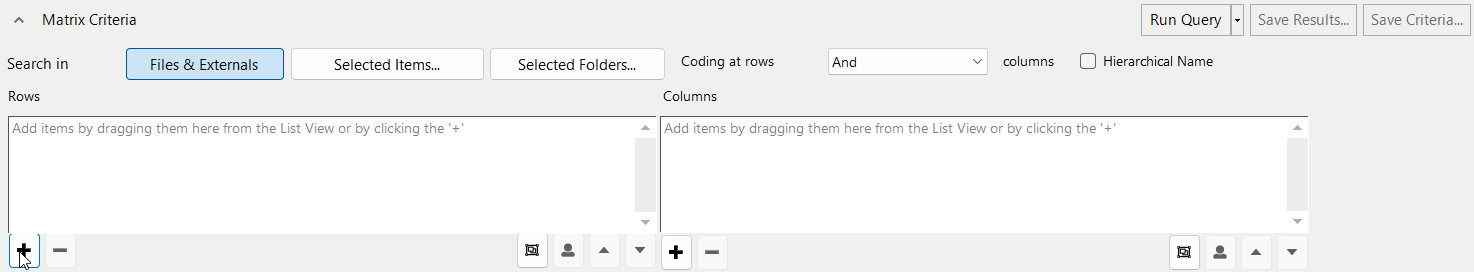 Matrix Criteria Run Query Save Results... Save Criteria...
Search in Files & Externals Selected Items... Selected Folders... Coding at rows And columns Hierarchical Name
Rows Columns
Add items by dragging them here from the List View or by clicking the '+' Add items by dragging them here from the List View or by clicking the '+'